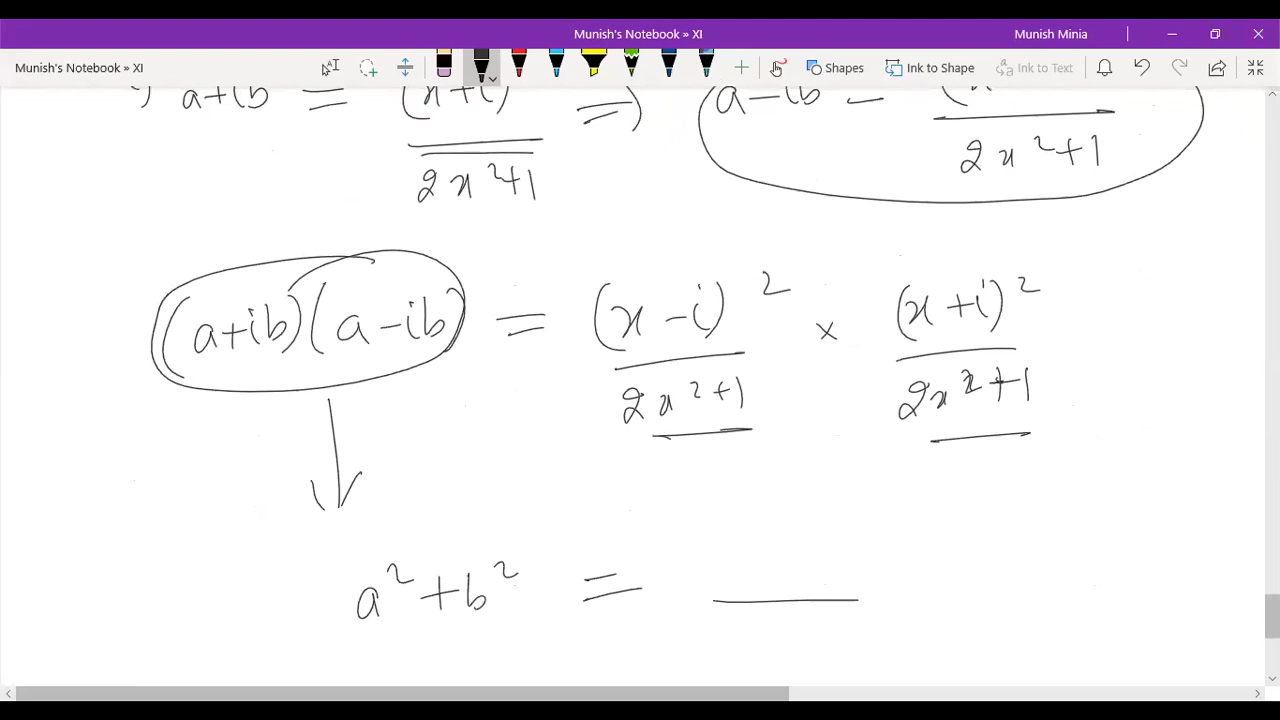 Munish's Notebook » XI
Munish Minia
Munish's Notebook » XI
Shapes
Ink to Shape
Ink to Text
a+ib = (x+i) => a-ib - (x
2x²+1
2x²+1
(a+ib)(a-ib) = (x-i)² × (x+i)²
2x²+1
2x²+1
a²+b² =